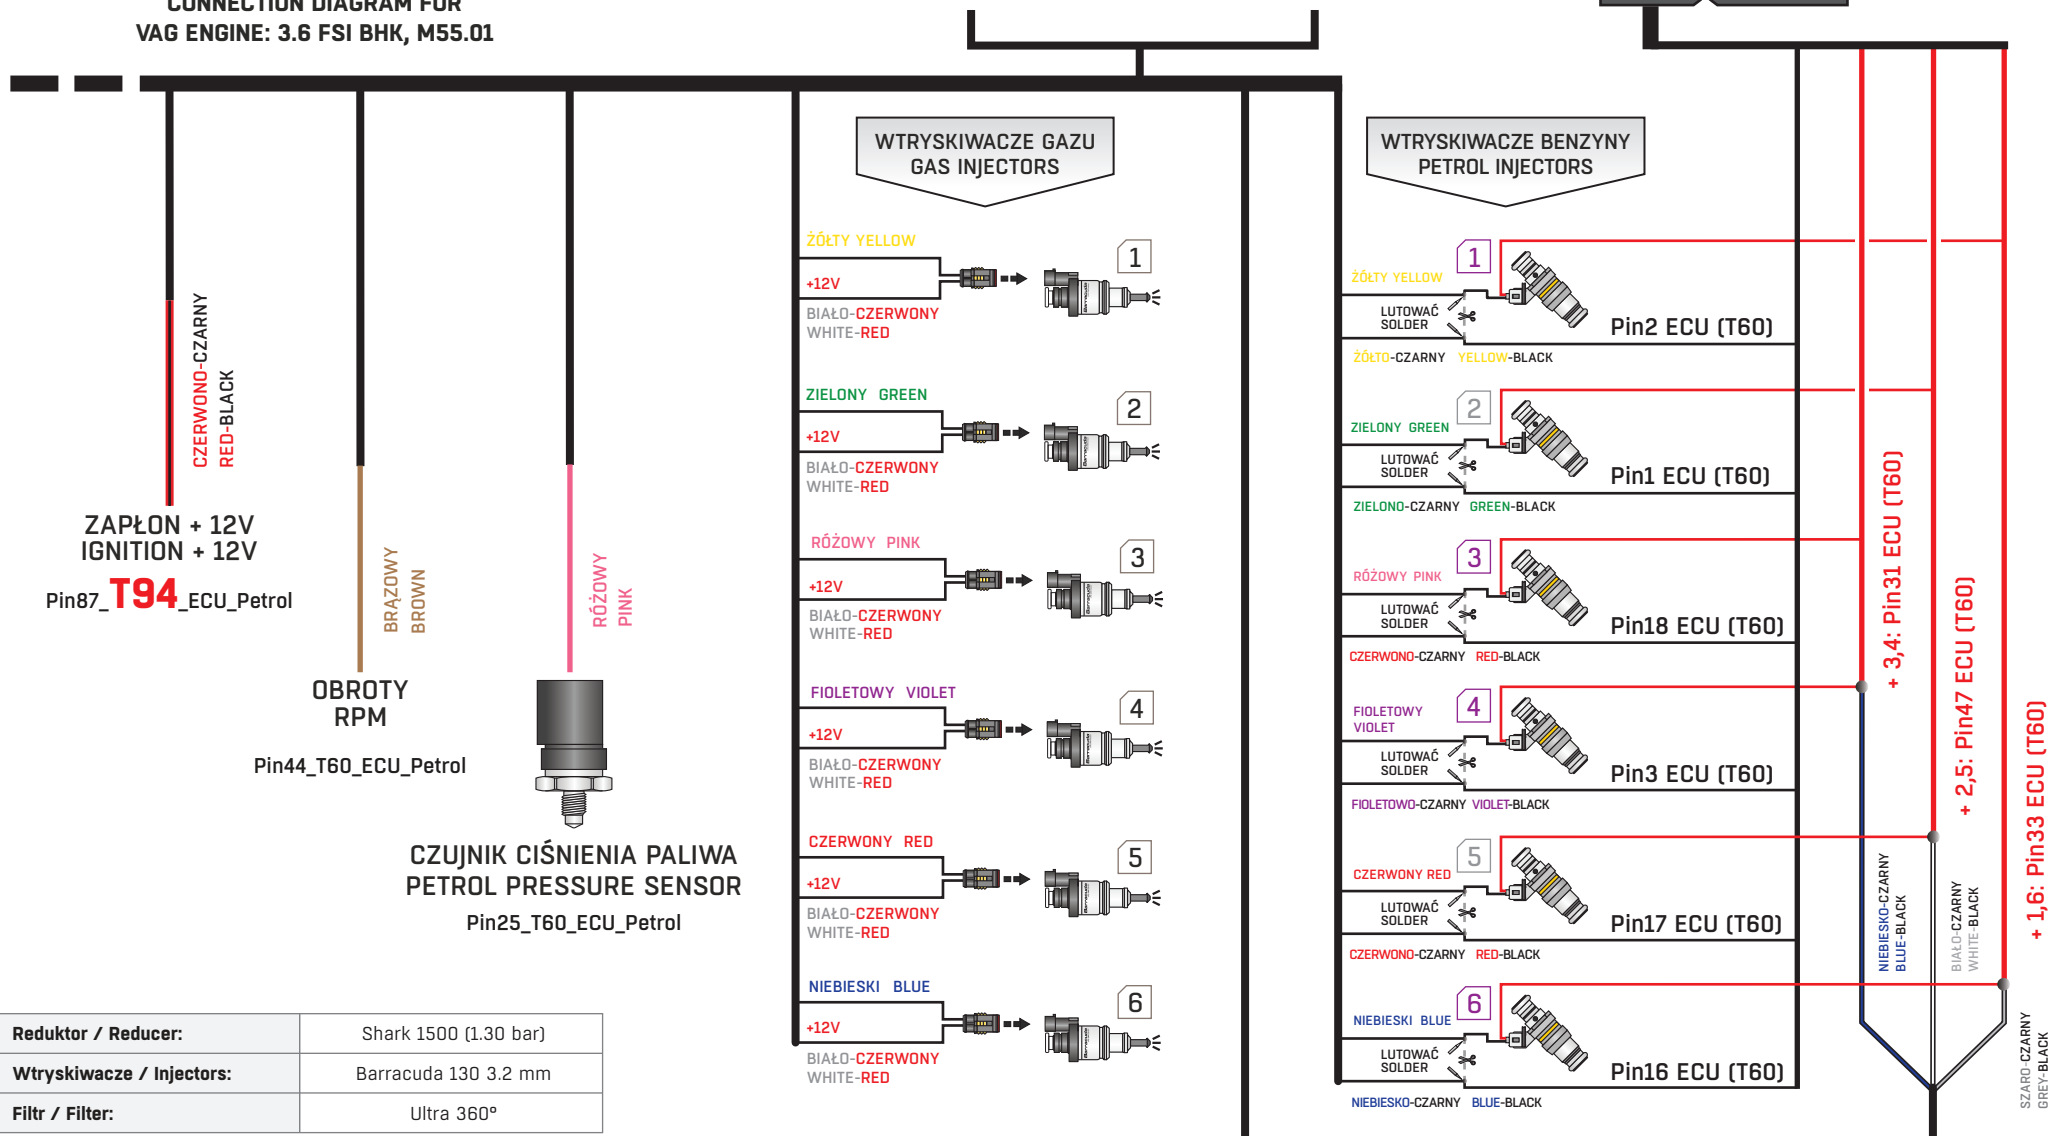 CONNECTION DIAGRAM FOR
VAG ENGINE: 3.6 FSI BHK, M55.01
CZERWONO-CZARNY
RED-BLACK
ZAPŁON + 12V
IGNITION + 12V
Pin87_T94_ECU_Petrol
BRĄZOWY
BROWN
OBROTY
RPM
Pin44_T60_ECU_Petrol
RÓŻOWY
PINK
CZUJNIK CIŚNIENIA PALIWA
PETROL PRESSURE SENSOR
Pin25_T60_ECU_Petrol
Reduktor / Reducer: Shark 1500 (1.30 bar)
Wtryskiwacze / Injectors: Barracuda 130 3.2 mm
Filtr / Filter: Ultra 360°
WTRYSKIWACZE GAZU
GAS INJECTORS
ŻÓŁTY YELLOW
1
+12V
BIAŁO-CZERWONY
WHITE-RED
Barracuda
ZIELONY GREEN
2
+12V
BIAŁO-CZERWONY
WHITE-RED
Barracuda
RÓŻOWY PINK
3
+12V
BIAŁO-CZERWONY
WHITE-RED
Barracuda
FIOLETOWY VIOLET
4
+12V
BIAŁO-CZERWONY
WHITE-RED
Barracuda
CZERWONY RED
5
+12V
BIAŁO-CZERWONY
WHITE-RED
Barracuda
NIEBIESKI BLUE
6
+12V
BIAŁO-CZERWONY
WHITE-RED
Barracuda
WTRYSKIWACZE BENZYNY
PETROL INJECTORS
1
ŻÓŁTY YELLOW
LUTOWAĆ
SOLDER
Pin2 ECU (T60)
ŻÓŁTO-CZARNY YELLOW-BLACK
2
ZIELONY GREEN
LUTOWAĆ
SOLDER
Pin1 ECU (T60)
ZIELONO-CZARNY GREEN-BLACK
3
RÓŻOWY PINK
LUTOWAĆ
SOLDER
Pin18 ECU (T60)
CZERWONO-CZARNY RED-BLACK
4
FIOLETOWY
VIOLET
LUTOWAĆ
SOLDER
Pin3 ECU (T60)
FIOLETOWO-CZARNY VIOLET-BLACK
5
CZERWONY RED
LUTOWAĆ
SOLDER
Pin17 ECU (T60)
CZERWONO-CZARNY RED-BLACK
6
NIEBIESKI BLUE
LUTOWAĆ
SOLDER
Pin16 ECU (T60)
NIEBIESKO-CZARNY BLUE-BLACK
+ 3,4: Pin31 ECU (T60)
+ 2,5: Pin47 ECU (T60)
+ 1,6: Pin33 ECU (T60)
NIEBIESKO-CZARNY
BLUE-BLACK
BIAŁO-CZARNY
WHITE-BLACK
SZARO-CZARNY
GREY-BLACK